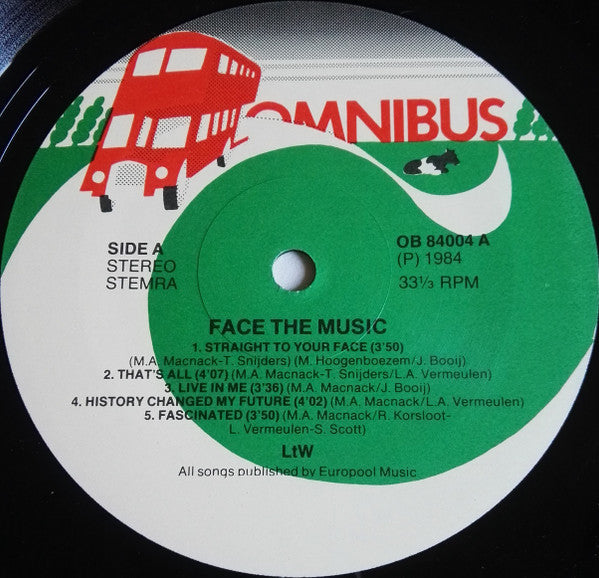 OMNIBUS
SIDE A
STEREO
STEMRA
OB 84004 A
(P) 1984
33⅓ RPM
FACE THE MUSIC
1. STRAIGHT TO YOUR FACE (3'50)
(M.A. Macnack-T. Snijders) (M. Hoogenboezem/J. Booij)
2. THAT'S ALL (4'07) (M.A. Macnack-T. Snijders/L.A. Vermeulen)
3. LIVE IN ME (3'36) (M.A. Macnack/J. Booij)
4. HISTORY CHANGED MY FUTURE (4'02) (M.A. Macnack/L.A. Vermeulen)
5. FASCINATED (3'50) (M.A. Macnack/R. Korsloot-
L. Vermeulen-S. Scott)
LtW
All songs published by Europool Music